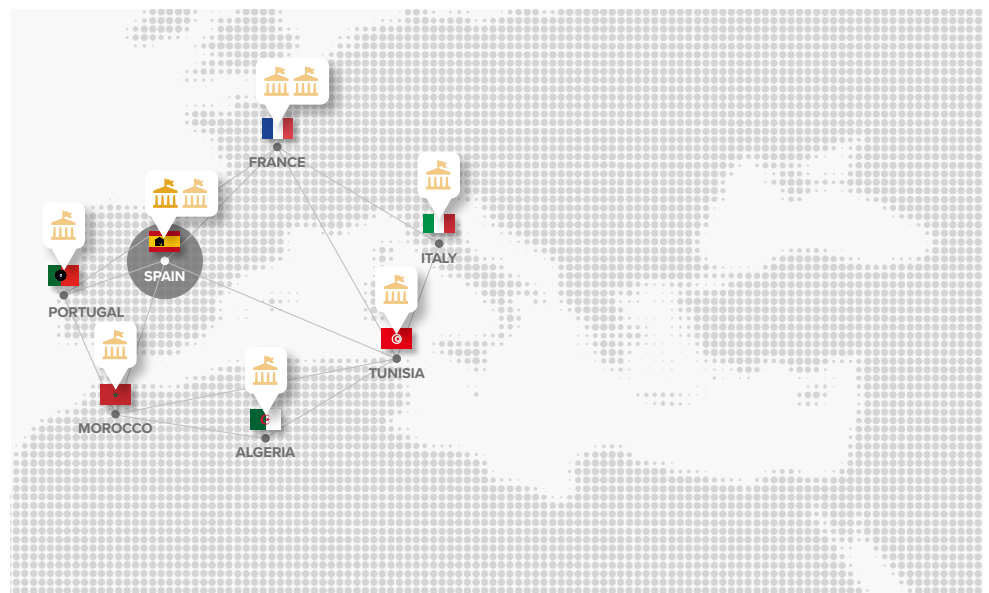 FRANCE
ITALY
SPAIN
PORTUGAL
TUNISIA
MOROCCO
ALGERIA